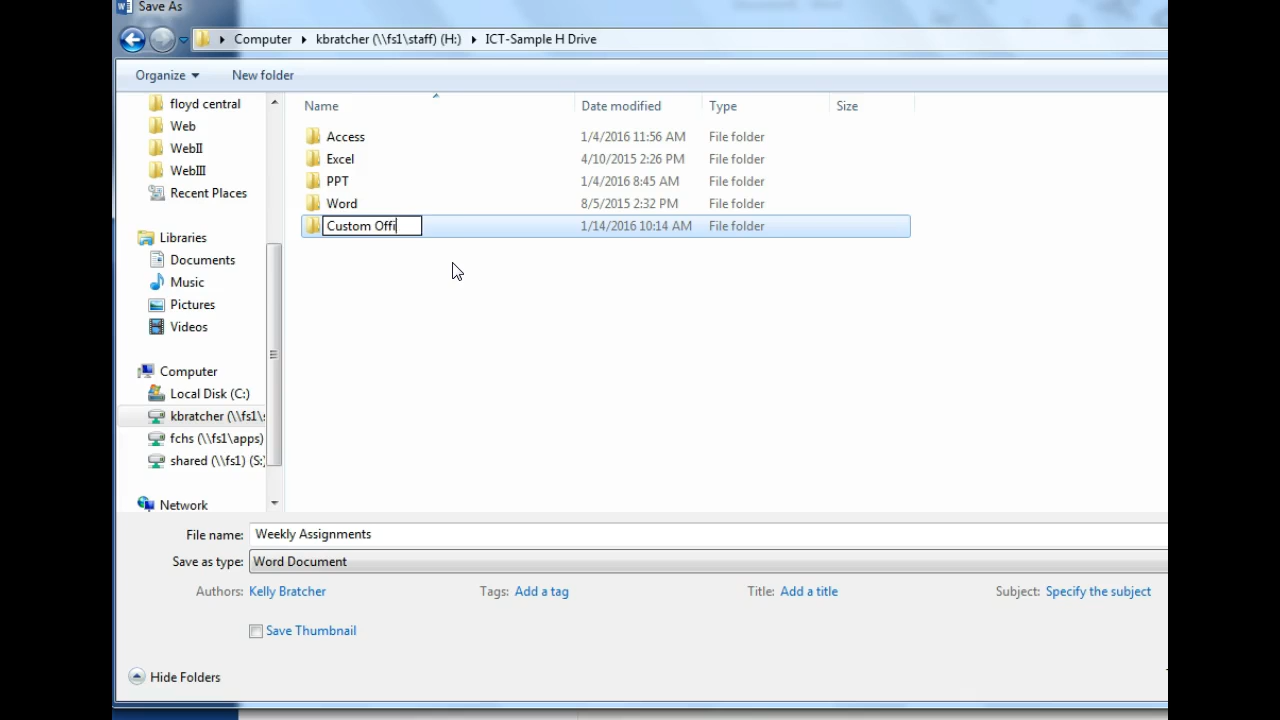 Save As
Computer kbratcher (\\fs1\staff) (H:) ICT-Sample H Drive
Organize New folder
Name Date modified Type Size
floyd central
Web
WebII
WebIII
Recent Places
Libraries
Documents
Music
Pictures
Videos
Computer
Local Disk (C:)
kbratcher (\\fs1\s
fchs (\\fs1\apps)
shared (\\fs1) (S:)
Network
Access 1/4/2016 11:56 AM File folder
Excel 4/10/2015 2:26 PM File folder
PPT 1/4/2016 8:45 AM File folder
Word 8/5/2015 2:32 PM File folder
Custom Offi 1/14/2016 10:14 AM File folder
File name: Weekly Assignments
Save as type: Word Document
Authors: Kelly Bratcher Tags: Add a tag Title: Add a title Subject: Specify the subject
Save Thumbnail
Hide Folders